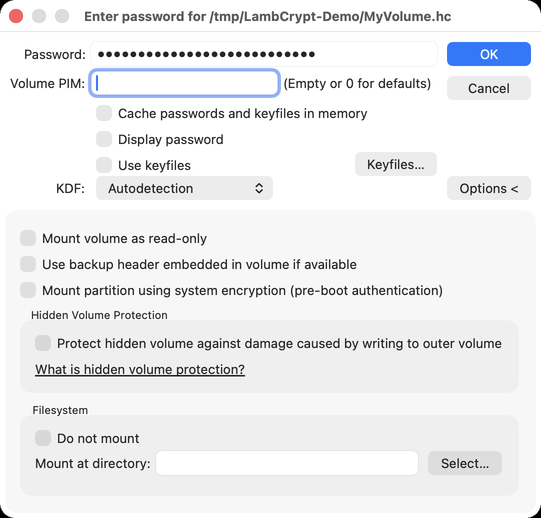 Enter password for /tmp/LambCrypt-Demo/MyVolume.hc
Password: ●●●●●●●●●●●●●●●●●●●●●●●●●●● OK
Volume PIM: (Empty or 0 for defaults) Cancel
Cache passwords and keyfiles in memory
Display password
Use keyfiles Keyfiles...
KDF: Autodetection Options <
Mount volume as read-only
Use backup header embedded in volume if available
Mount partition using system encryption (pre-boot authentication)
Hidden Volume Protection
Protect hidden volume against damage caused by writing to outer volume
What is hidden volume protection?
Filesystem
Do not mount
Mount at directory: Select...